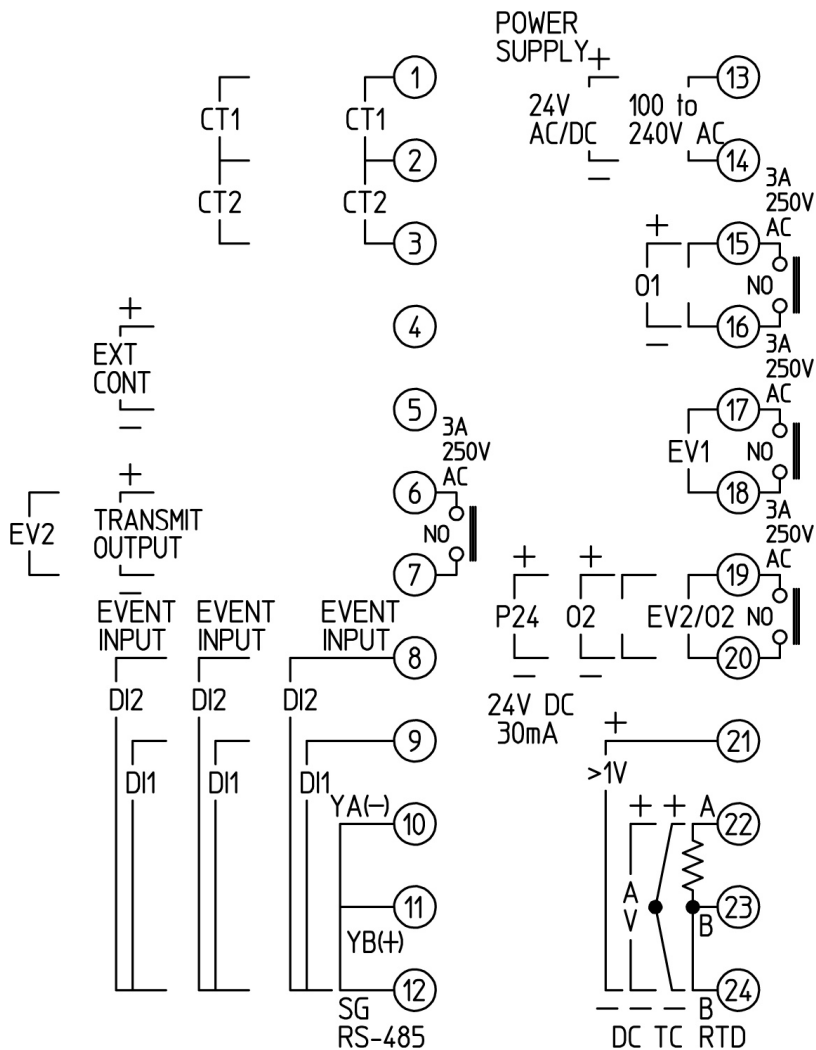 POWER
SUPPLY +
1
13
CT1
CT1
24V
AC/DC
100 to
240V AC
2
14
−
3A
250V
AC
CT2
CT2
3
+
15
O1
NO
+
4
16
−
3A
250V
AC
EXT
CONT
−
5
17
3A
250V
AC
EV1
NO
+
6
18
3A
250V
AC
EV2
TRANSMIT
OUTPUT
NO
−
7
+
+
19
EVENT
INPUT
EVENT
INPUT
EVENT
INPUT
P24
O2
EV2/O2
NO
8
−
−
20
DI2
DI2
DI2
24V DC
30mA
+
9
21
>1V
DI1
DI1
DI1
YA(−)
10
+
+
A
22
11
A
V
B
23
YB(+)
12
24
SG
RS-485
−
−
−
B
DC TC RTD